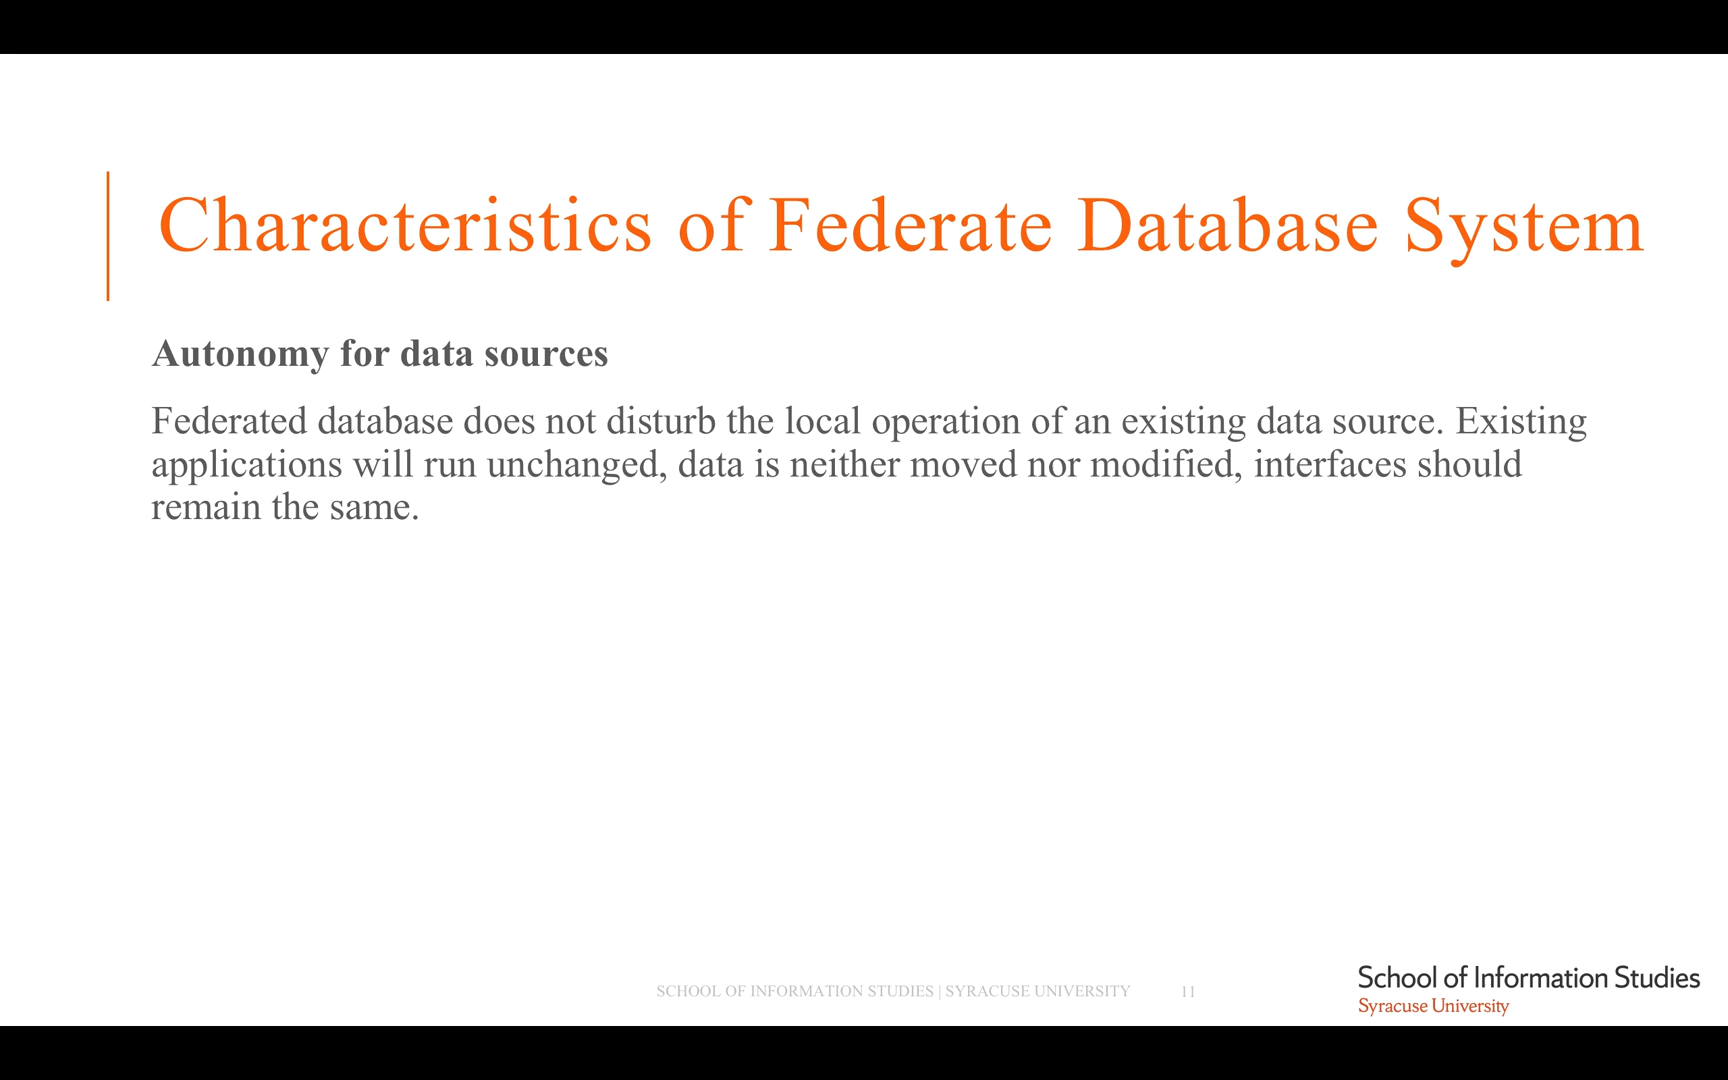 Characteristics of Federate Database System
Autonomy for data sources
Federated database does not disturb the local operation of an existing data source. Existing
applications will run unchanged, data is neither moved nor modified, interfaces should
remain the same.
SCHOOL OF INFORMATION STUDIES | SYRACUSE UNIVERSITY 11
School of Information Studies
Syracuse University